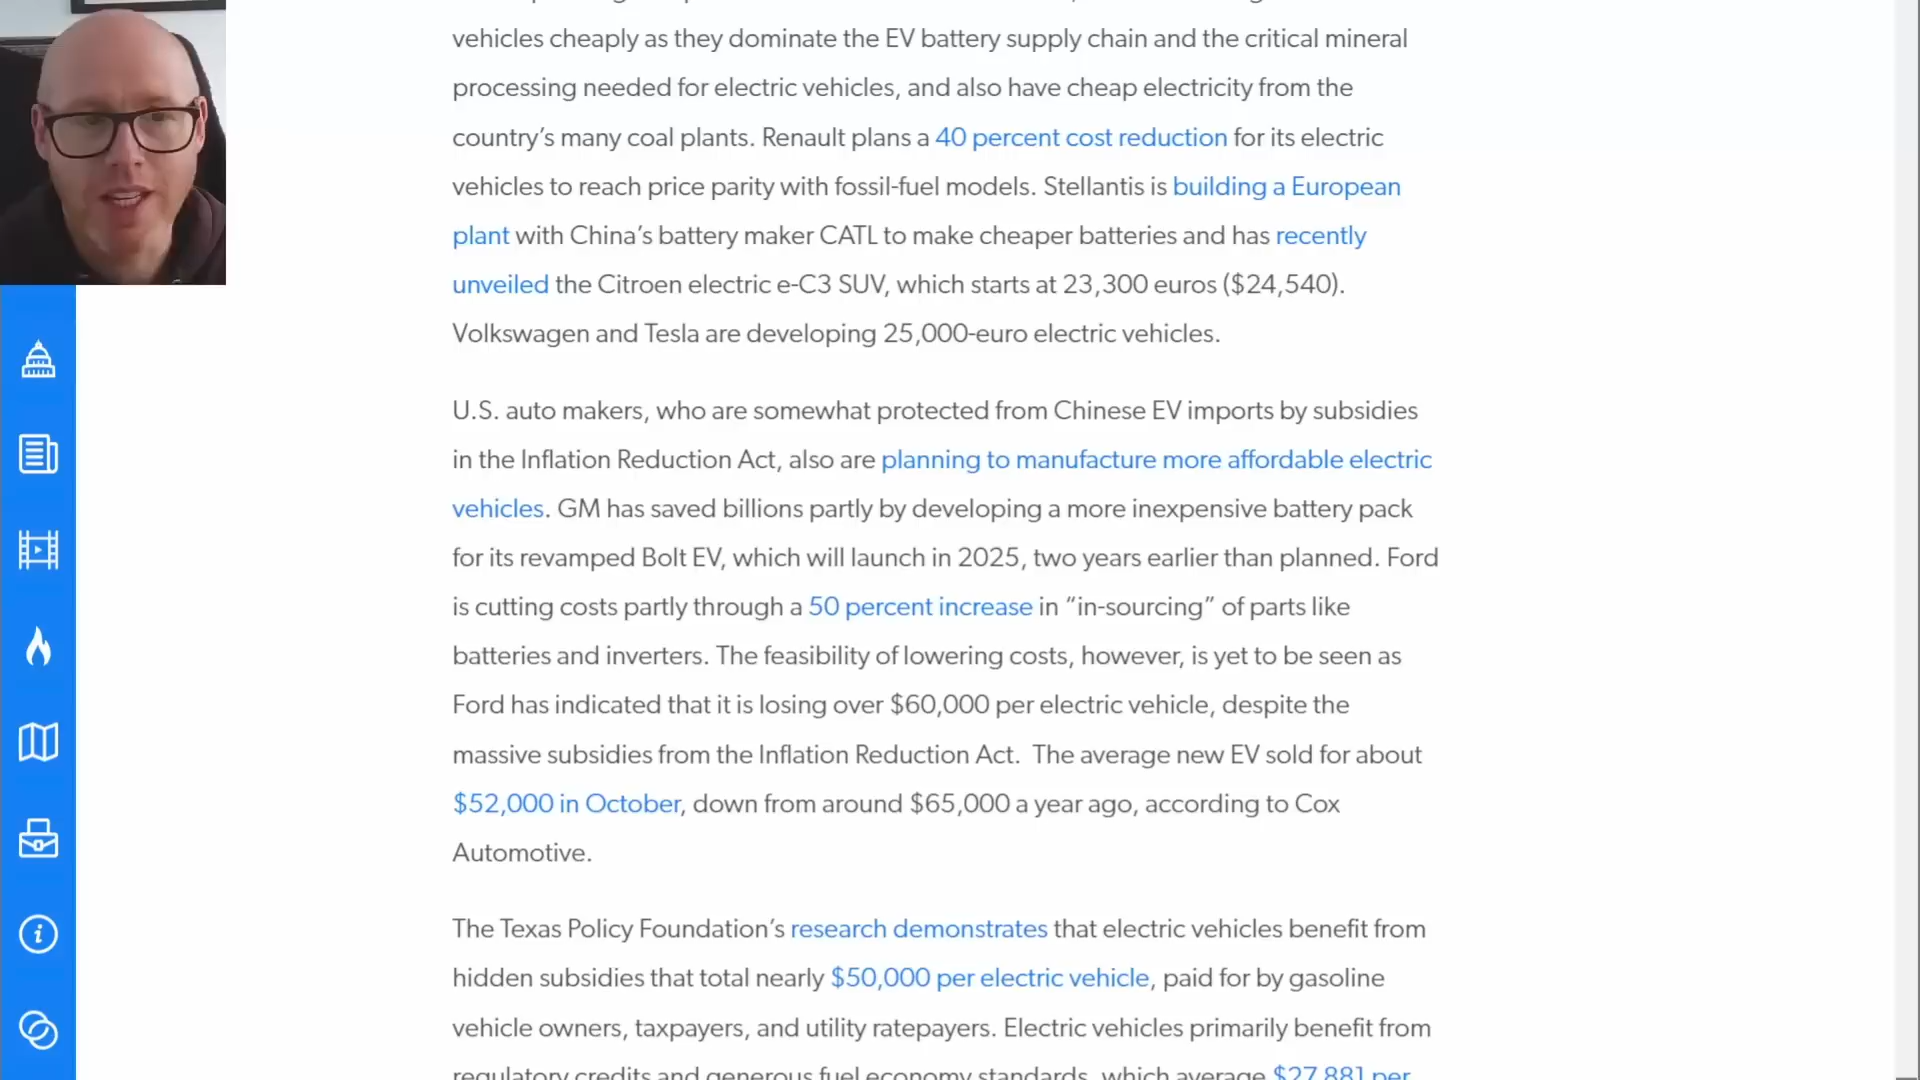 vehicles cheaply as they dominate the EV battery supply chain and the critical mineral
processing needed for electric vehicles, and also have cheap electricity from the
country’s many coal plants. Renault plans a 40 percent cost reduction for its electric
vehicles to reach price parity with fossil-fuel models. Stellantis is building a European
plant with China’s battery maker CATL to make cheaper batteries and has recently
unveiled the Citroen electric e-C3 SUV, which starts at 23,300 euros ($24,540).
Volkswagen and Tesla are developing 25,000-euro electric vehicles.
U.S. auto makers, who are somewhat protected from Chinese EV imports by subsidies
in the Inflation Reduction Act, also are planning to manufacture more affordable electric
vehicles. GM has saved billions partly by developing a more inexpensive battery pack
for its revamped Bolt EV, which will launch in 2025, two years earlier than planned. Ford
is cutting costs partly through a 50 percent increase in “in-sourcing” of parts like
batteries and inverters. The feasibility of lowering costs, however, is yet to be seen as
Ford has indicated that it is losing over $60,000 per electric vehicle, despite the
massive subsidies from the Inflation Reduction Act.  The average new EV sold for about
$52,000 in October, down from around $65,000 a year ago, according to Cox
Automotive.
The Texas Policy Foundation’s research demonstrates that electric vehicles benefit from
hidden subsidies that total nearly $50,000 per electric vehicle, paid for by gasoline
vehicle owners, taxpayers, and utility ratepayers. Electric vehicles primarily benefit from
regulatory credits and generous fuel economy standards, which average $27,881 per